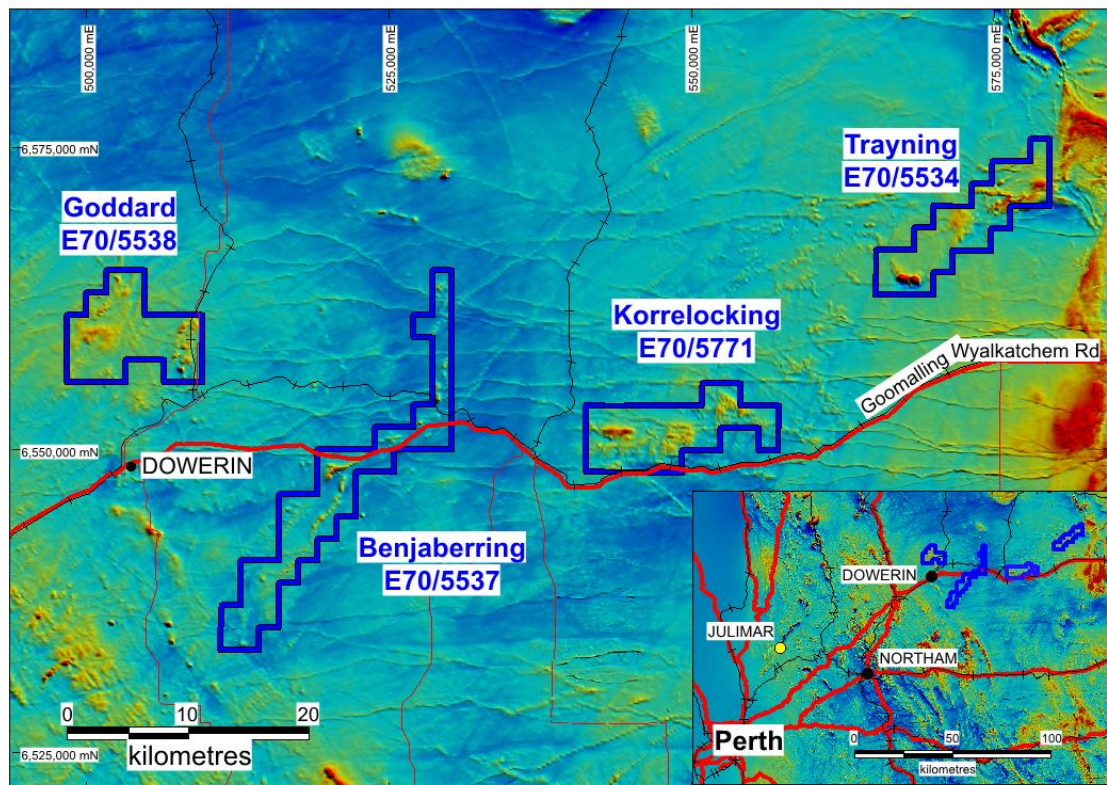 500,000 mE
525,000 mE
550,000 mE
575,000 mE
6,575,000 mN
Trayning
E70/5534
Goddard
E70/5538
Korrelocking
E70/5771
Goomalling Wyalkatchem Rd
6,550,000 mN
DOWERIN
Benjaberring
E70/5537
0 10 20
kilometres
6,525,000 mN
DOWERIN
JULIMAR
NORTHAM
Perth
0 50 100
kilometres